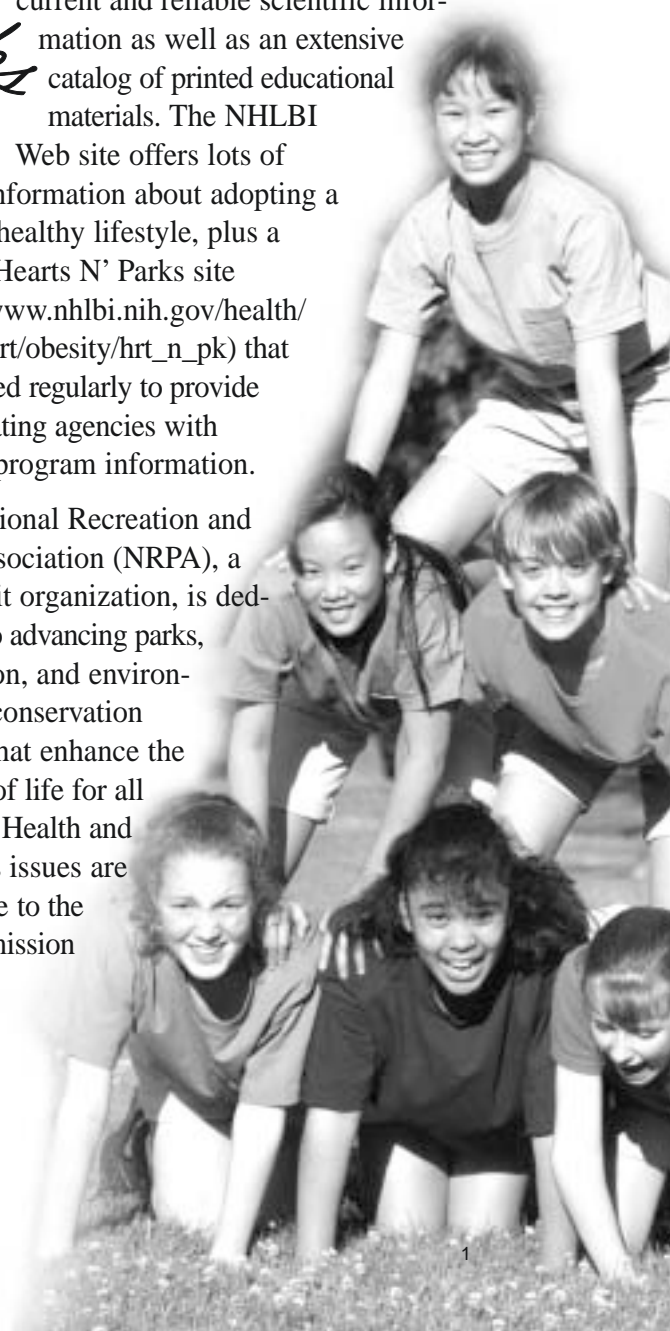 current and reliable scientific infor-
mation as well as an extensive
catalog of printed educational
materials. The NHLBI
Web site offers lots of
nformation about adopting a
healthy lifestyle, plus a
Hearts N’ Parks site
www.nhlbi.nih.gov/health/
rt/obesity/hrt_n_pk) that
ed regularly to provide
ating agencies with
program information.
ional Recreation and
sociation (NRPA), a
it organization, is ded-
o advancing parks,
on, and environ-
conservation
hat enhance the
of life for all
Health and
s issues are
e to the
mission
1